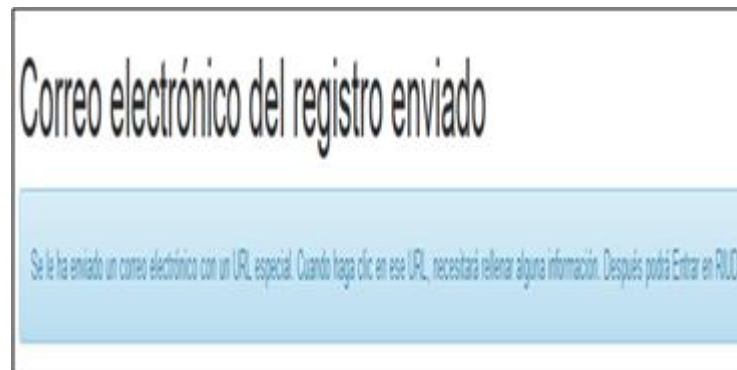 Correo electrónico del registro enviado
Se le ha enviado un correo electrónico con un URL especial. Cuando haga clic en ese URL, necesitará rellenar alguna información. Después podrá Entrar en RIUD